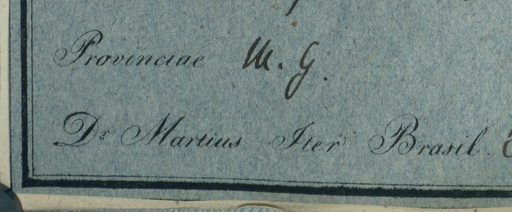 Provinciae M. G.
Dr Martius Iter Brasil.